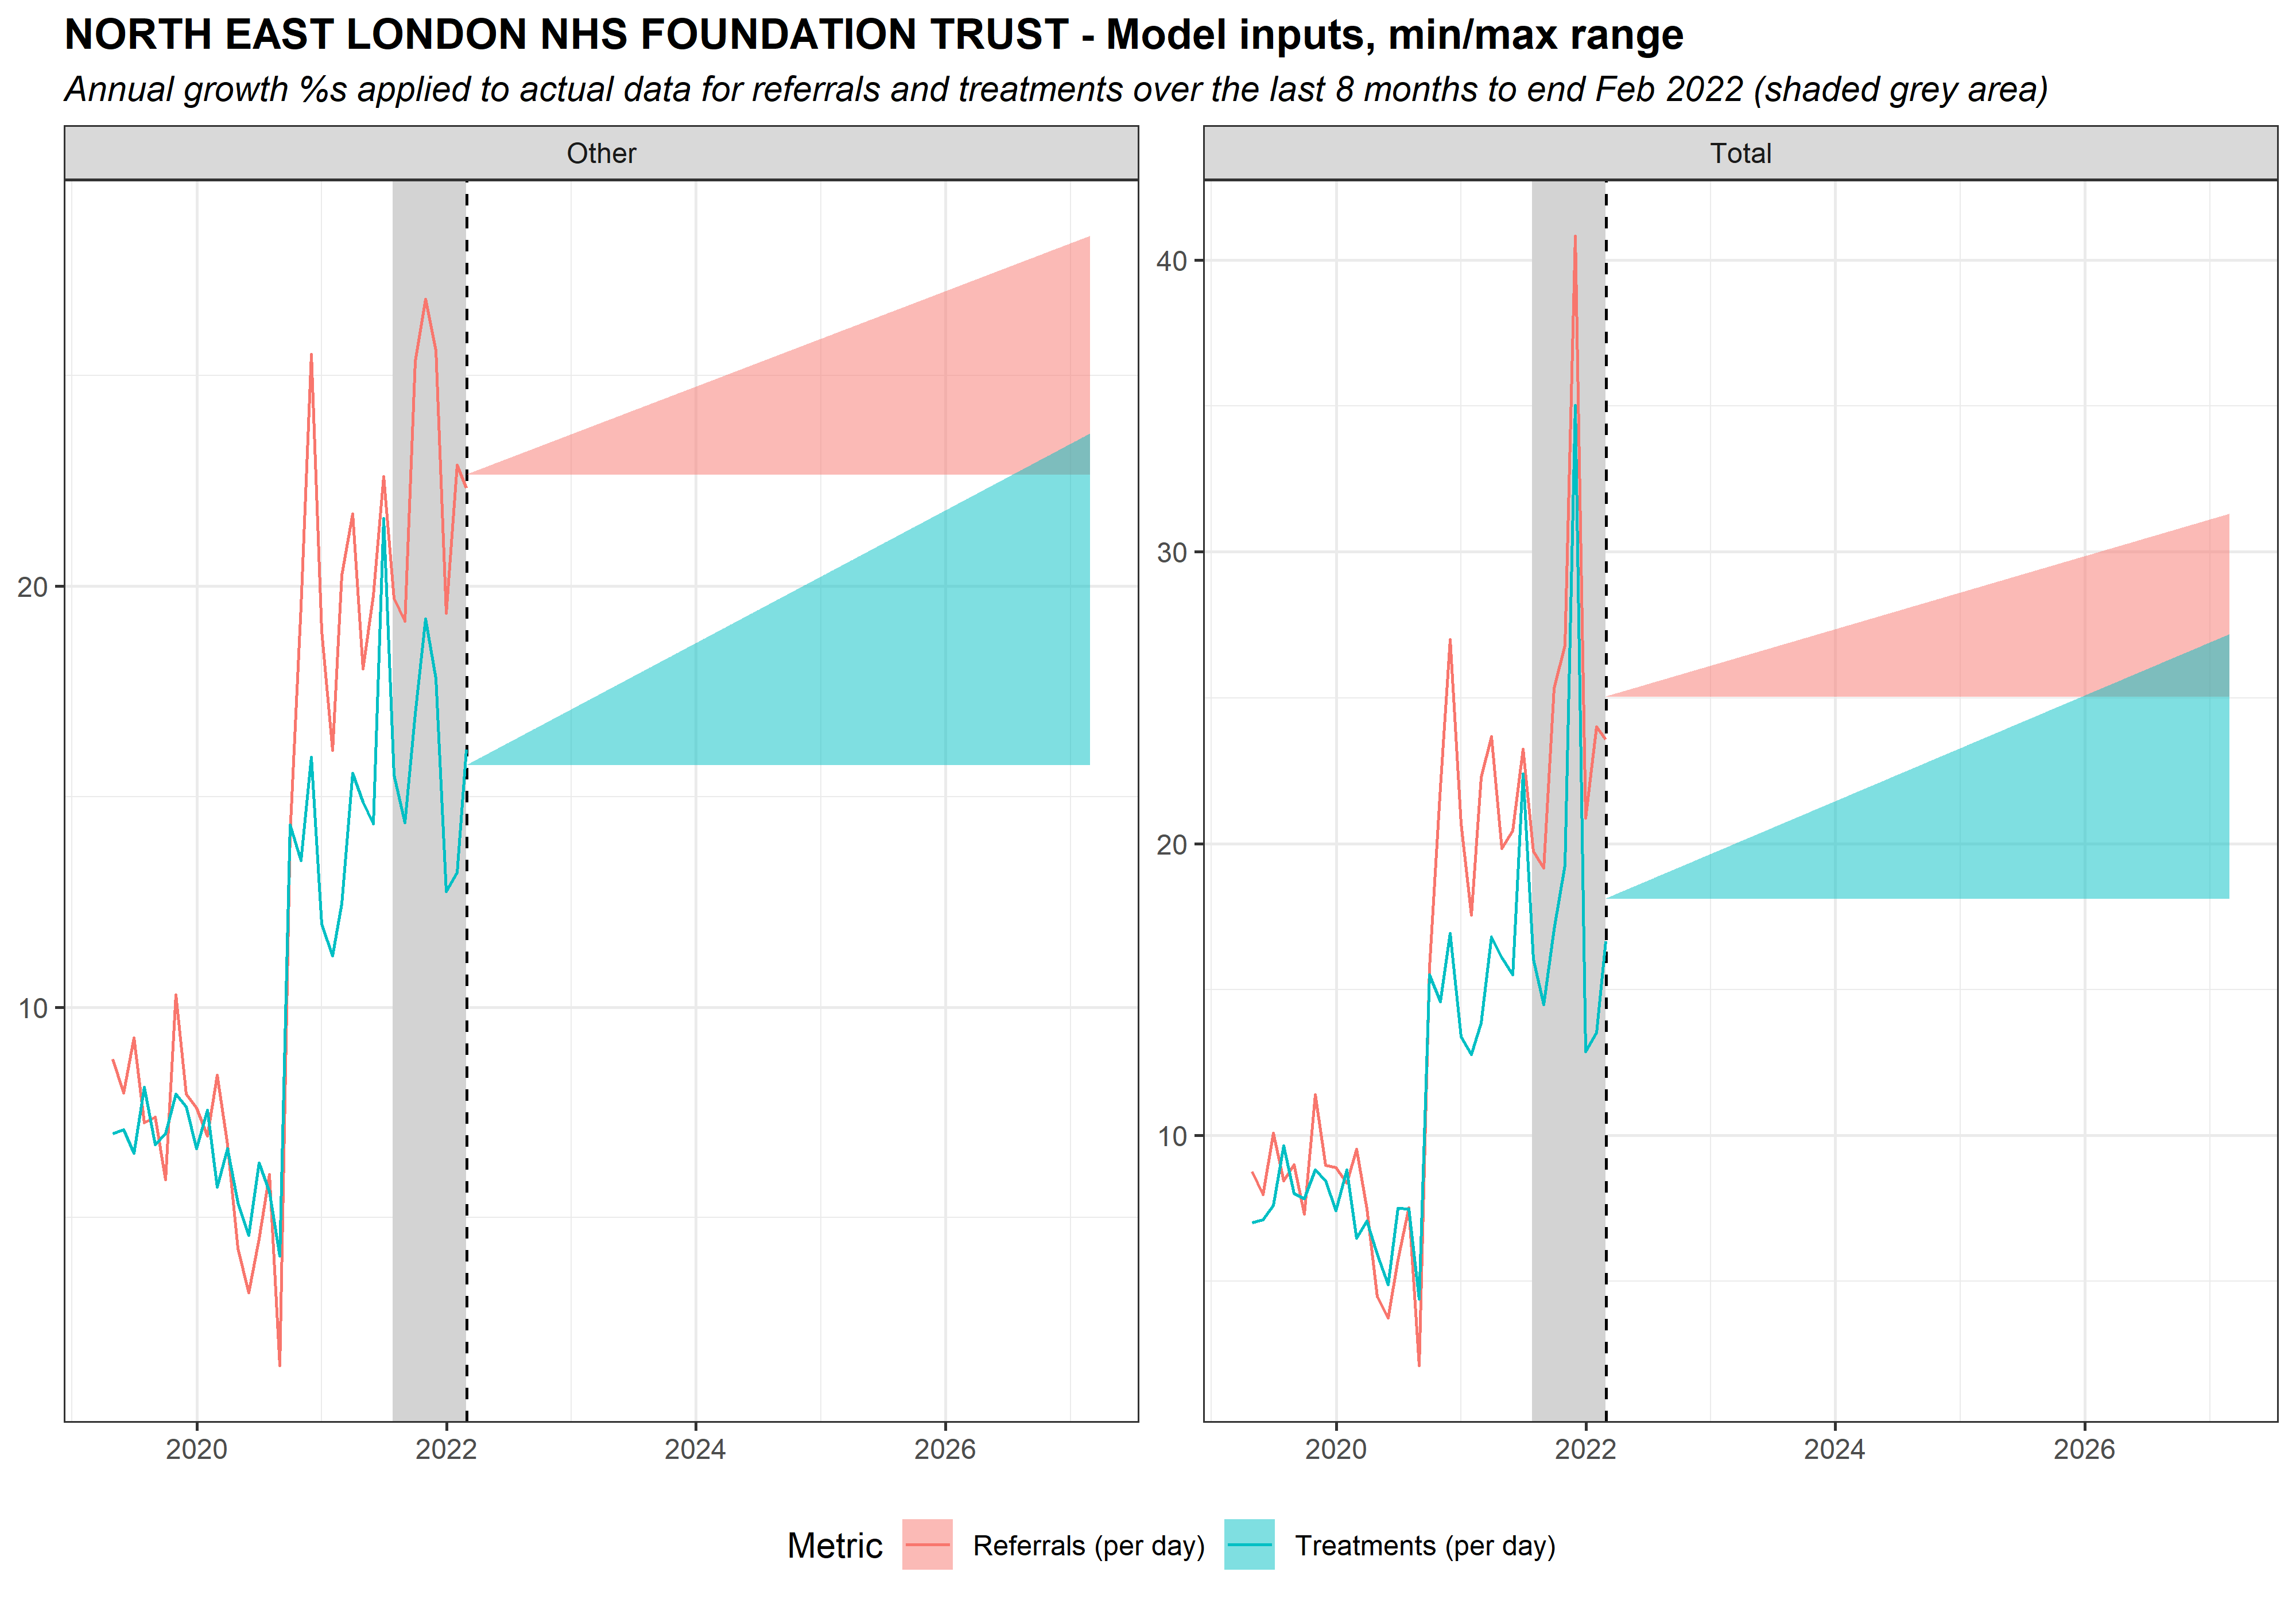 NORTH EAST LONDON NHS FOUNDATION TRUST - Model inputs, min/max range
Annual growth %s applied to actual data for referrals and treatments over the last 8 months to end Feb 2022 (shaded grey area)
Other
20
10
2020 2022 2024 2026
Total
40
30
20
10
2020 2022 2024 2026
Metric Referrals (per day) Treatments (per day)